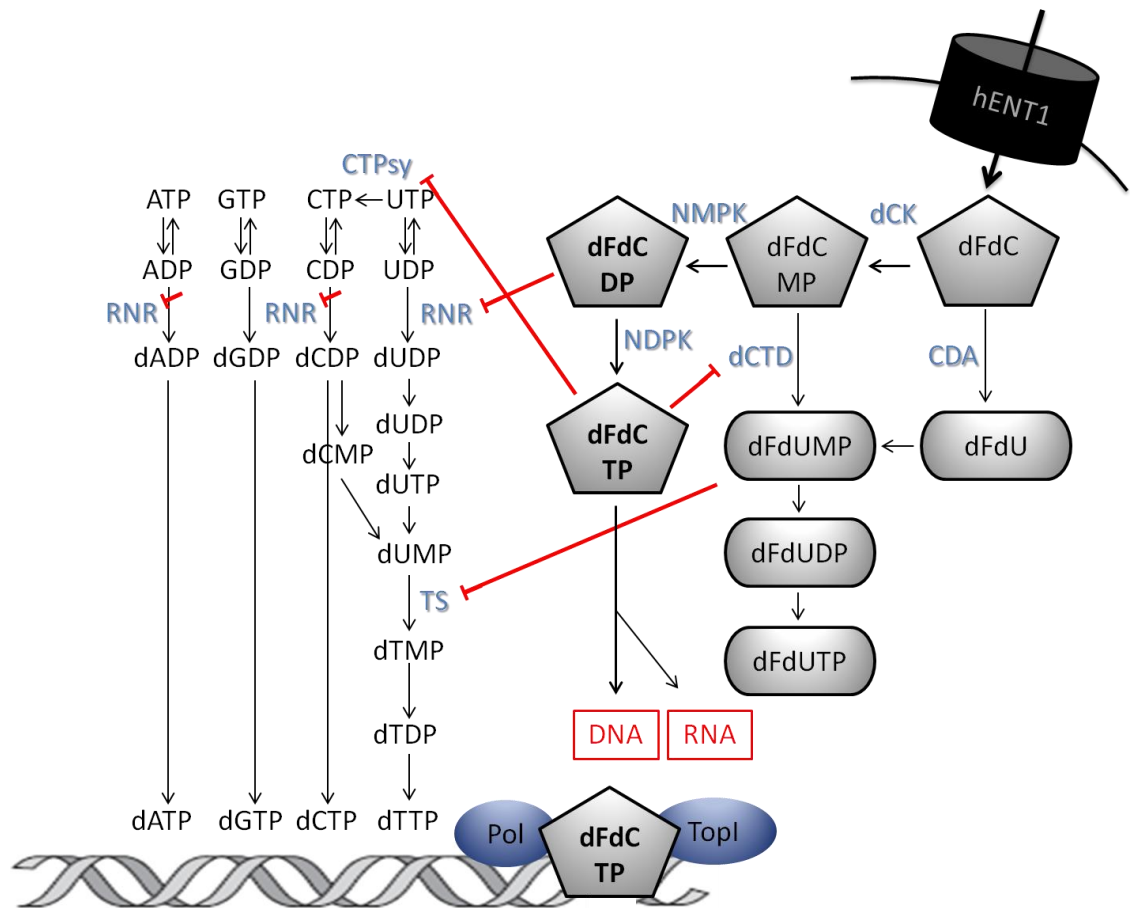 hENT1
CTPsy
ATP GTP CTP UTP
NMPK dCK
dFdC
DP
dFdC
MP
dFdC
ADP GDP CDP UDP
RNR RNR RNR
NDPK dCTD CDA
dADP dGDP dCDP dUDP
dUDP
dFdC
TP
dFdUMP dFdU
dCMP
dUTP
dUMP
dFdUDP
TS
dTMP
dFdUTP
dTDP
DNA RNA
dATP dGTP dCTP dTTP
Pol
dFdC
TP
TopI